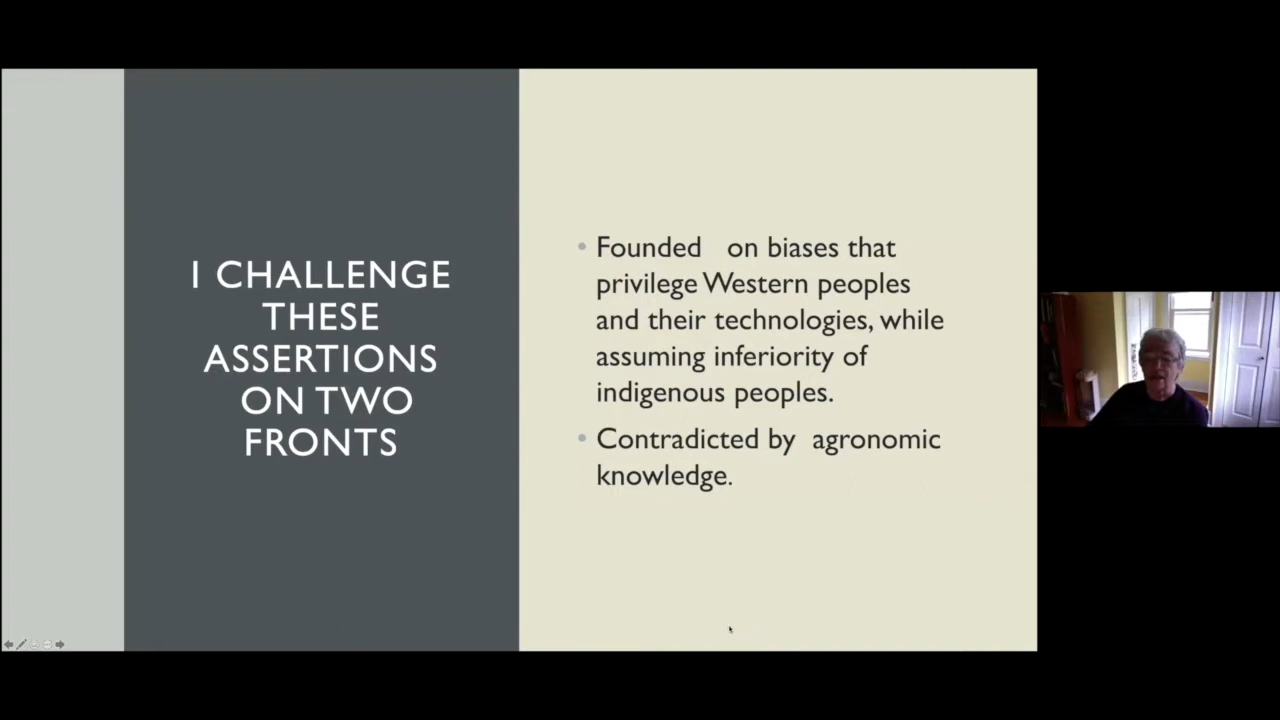 I CHALLENGE
THESE
ASSERTIONS
ON TWO
FRONTS
• Founded   on biases that
privilege Western peoples
and their technologies, while
assuming inferiority of
indigenous peoples.
• Contradicted by  agronomic
knowledge.